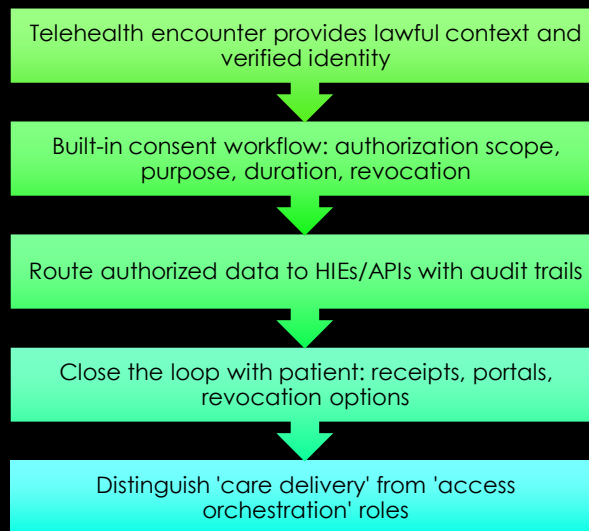 Telehealth encounter provides lawful context and
verified identity
Built-in consent workflow: authorization scope,
purpose, duration, revocation
Route authorized data to HIEs/APIs with audit trails
Close the loop with patient: receipts, portals,
revocation options
Distinguish 'care delivery' from 'access
orchestration' roles